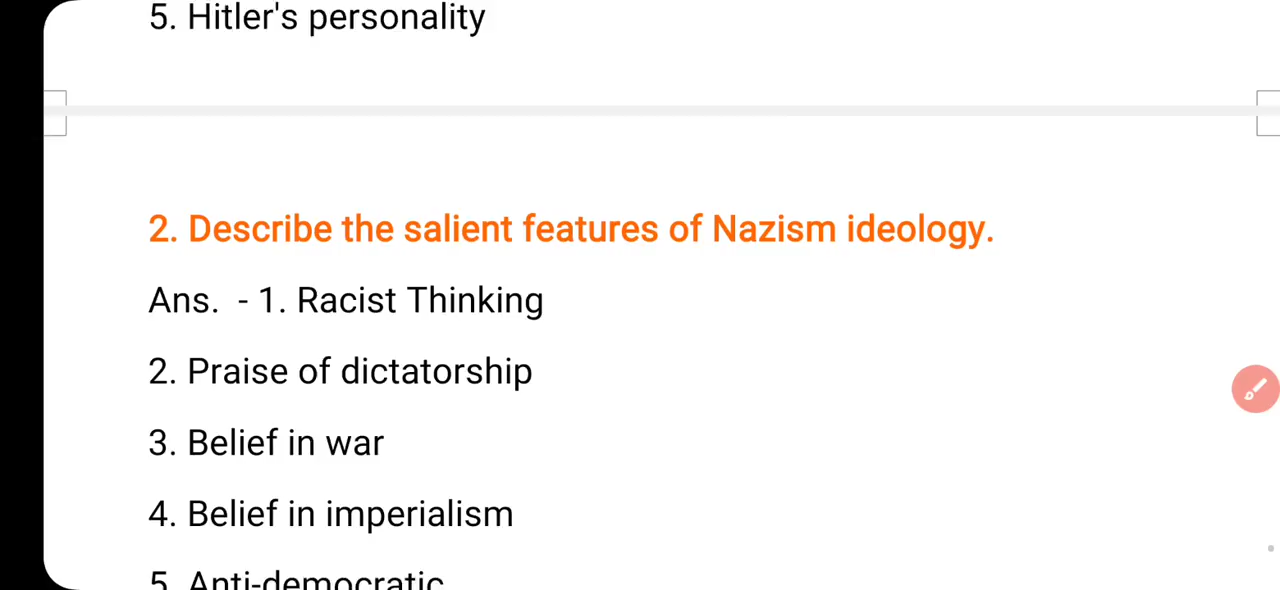 5. Hitler's personality
2. Describe the salient features of Nazism ideology.
Ans.  - 1. Racist Thinking
2. Praise of dictatorship
3. Belief in war
4. Belief in imperialism
5. Anti-democratic